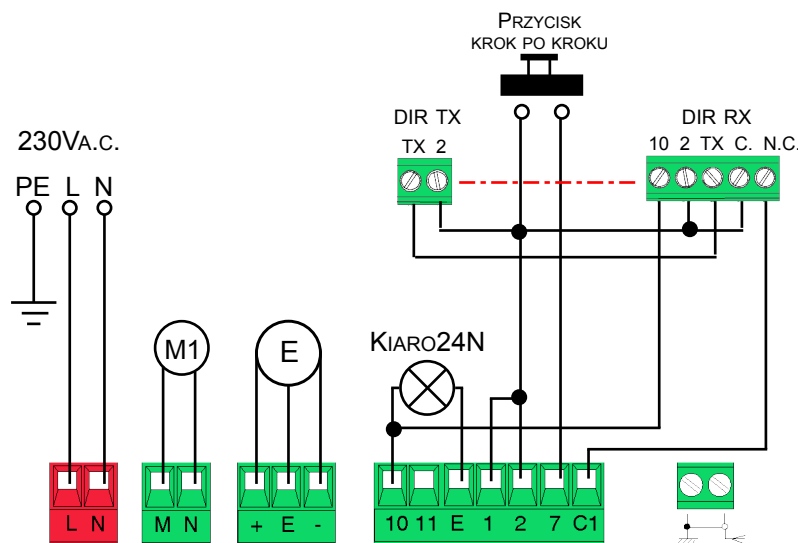 PRZYCISK
KROK PO KROKU
DIR TX
DIR RX
TX 2
10 2 TX C. N.C.
230VA.C.
PE L N
M1
E
KIARO24N
L N
M N
+ E -
10 11 E 1 2 7 C1